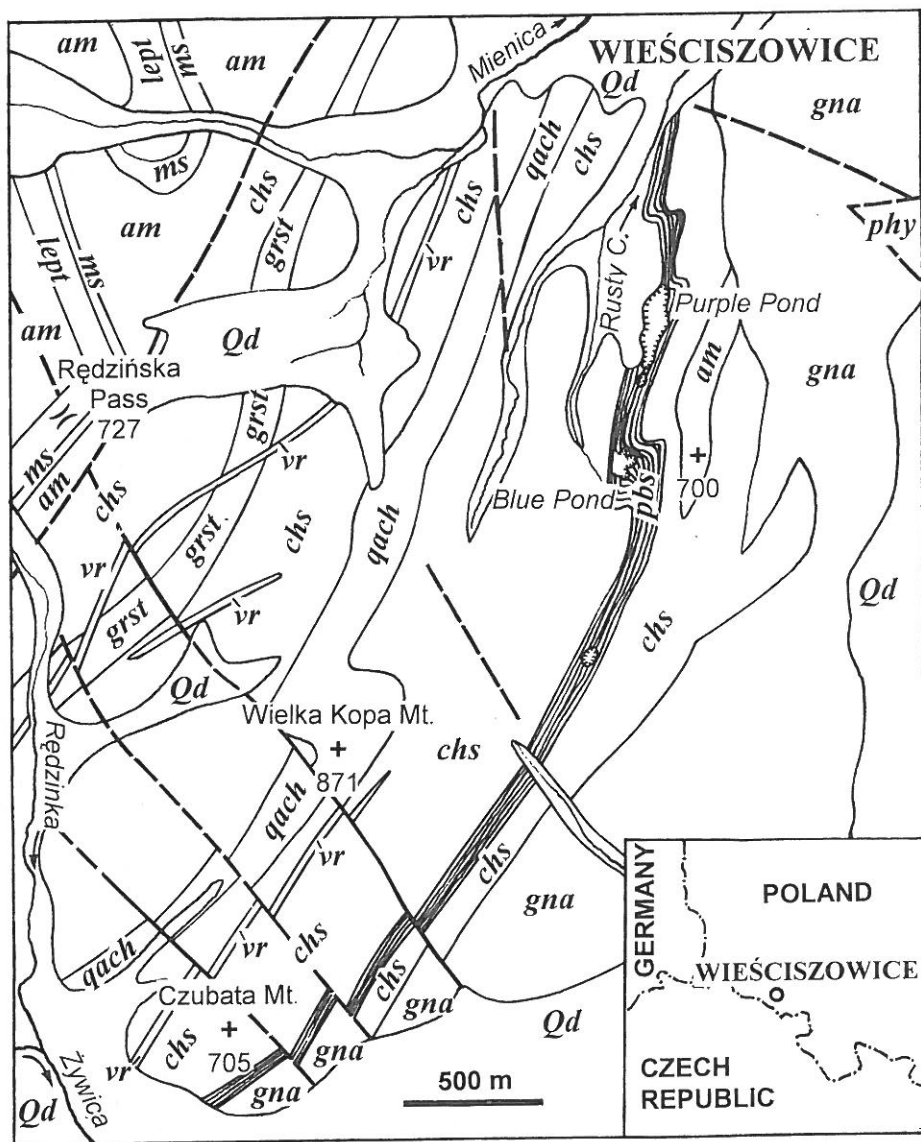 WIEŚCISZOWICE
Mienica
am
lept
ms
am
Qd
gna
ms
chs
qach
chs
am
grst
chs
vr
phy
lept
ms
Rusty C.
Purple Pond
am
Qd
am
gna
Rędzińska
Pass
727
grst
ms
am
vr
chs
+
700
Blue Pond
pbs
chs
grst
qach
vr
vr
grst
Qd
chs
Qd
Rędzinka
Wielka Kopa Mt.
+
871
chs
qach
vr
chs
gna
qach
vr
chs
chs
Czubata Mt.
+
705
chs
vr
gna
gna
gna
Qd
Żywica
Qd
500 m
GERMANY
POLAND
WIEŚCISZOWICE
CZECH
REPUBLIC